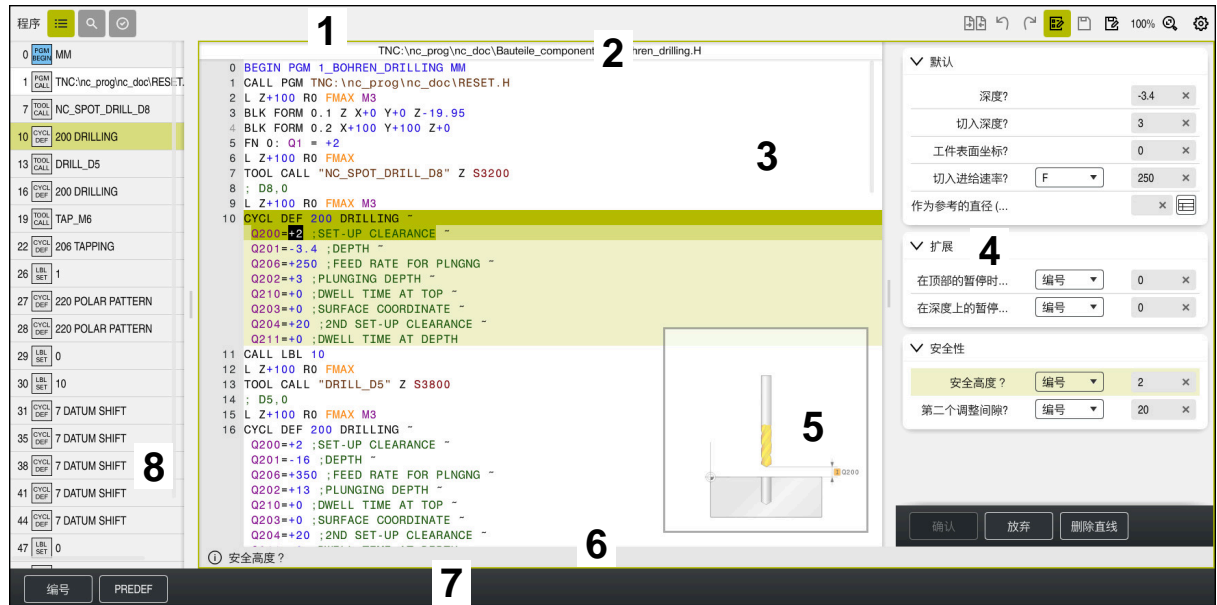 程序 1 100%
TNC:\nc_prog\nc_doc\Bauteile_component 2 ohren_drilling.H
0 PGM BEGIN MM
1 PGM CALL TNC:\nc_prog\nc_doc\RESET.
7 TOOL CALL NC_SPOT_DRILL_D8
10 CYCL DEF 200 DRILLING
13 TOOL CALL DRILL_D5
16 CYCL DEF 200 DRILLING
19 TOOL CALL TAP_M6
22 CYCL DEF 206 TAPPING
26 LBL SET 1
27 CYCL DEF 220 POLAR PATTERN
28 CYCL DEF 220 POLAR PATTERN
29 LBL SET 0
30 LBL SET 10
31 CYCL DEF 7 DATUM SHIFT
35 CYCL DEF 7 DATUM SHIFT
38 CYCL DEF 7 DATUM SHIFT
41 CYCL DEF 7 DATUM SHIFT
44 CYCL DEF 7 DATUM SHIFT
47 LBL SET 0
8
0 BEGIN PGM 1_BOHREN_DRILLING MM
1 CALL PGM TNC:\nc_prog\nc_doc\RESET.H
2 L Z+100 R0 FMAX M3
3 BLK FORM 0.1 Z X+0 Y+0 Z-19.95
4 BLK FORM 0.2 X+100 Y+100 Z+0
5 FN 0: Q1 = +2
6 L Z+100 R0 FMAX
7 TOOL CALL "NC_SPOT_DRILL_D8" Z S3200
8 ; D8,0
9 L Z+100 R0 FMAX M3
10 CYCL DEF 200 DRILLING ~
Q200=+2 ;SET-UP CLEARANCE ~
Q201=-3.4 ;DEPTH ~
Q206=+250 ;FEED RATE FOR PLNGNG ~
Q202=+3 ;PLUNGING DEPTH ~
Q210=+0 ;DWELL TIME AT TOP ~
Q203=+0 ;SURFACE COORDINATE ~
Q204=+20 ;2ND SET-UP CLEARANCE ~
Q211=+0 ;DWELL TIME AT DEPTH
11 CALL LBL 10
12 L Z+100 R0 FMAX
13 TOOL CALL "DRILL_D5" Z S3800
14 ; D5,0
15 L Z+100 R0 FMAX M3
16 CYCL DEF 200 DRILLING ~
Q200=+2 ;SET-UP CLEARANCE ~
Q201=-16 ;DEPTH ~
Q206=+350 ;FEED RATE FOR PLNGNG ~
Q202=+13 ;PLUNGING DEPTH ~
Q210=+0 ;DWELL TIME AT TOP ~
Q203=+0 ;SURFACE COORDINATE ~
Q204=+20 ;2ND SET-UP CLEARANCE ~
3
5
Q200
6
安全高度？
默认
深度? -3.4
切入深度? 3
工件表面坐标? 0
切入进给速率? F 250
作为参考的直径 (...
扩展 4
在顶部的暂停时... 编号 0
在深度上的暂停... 编号 0
安全性
安全高度？ 编号 2
第二个调整间隙? 编号 20
确认 放弃 删除直线
编号 PREDEF 7